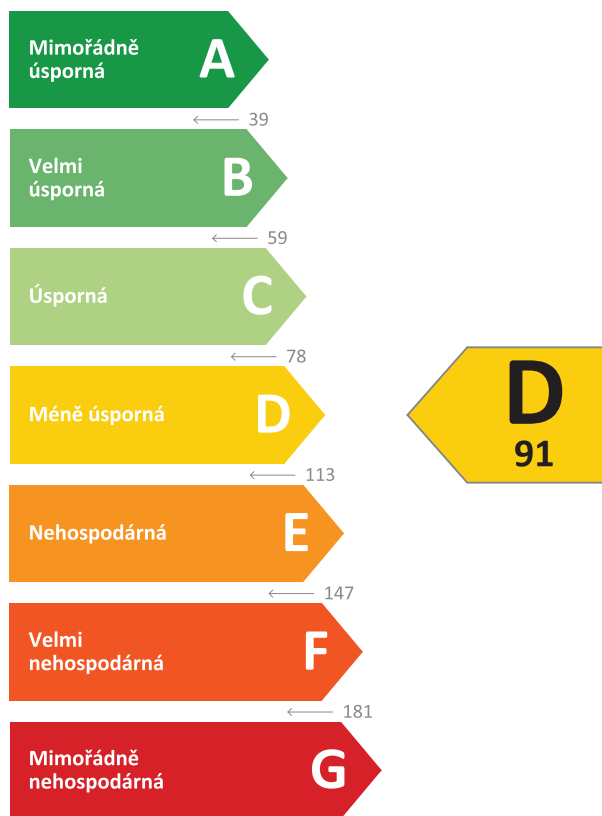 Mimořádně
úsporná
A
39
Velmi
úsporná
B
59
Úsporná
C
78
Méně úsporná
D
D
91
113
Nehospodárná
E
147
Velmi
nehospodárná
F
181
Mimořádně
nehospodárná
G